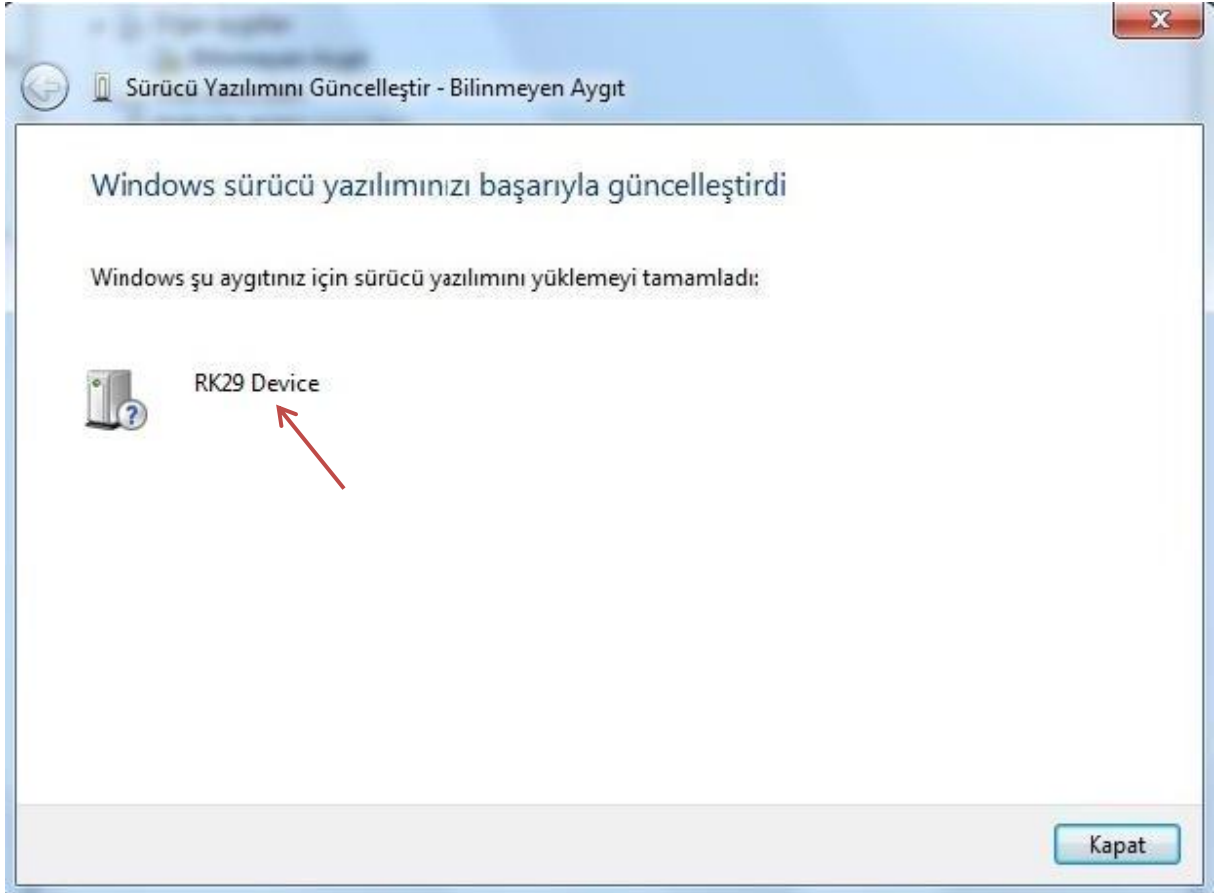 Sürücü Yazılımını Güncelleştir - Bilinmeyen Aygıt
Windows sürücü yazılımınızı başarıyla güncelleştirdi
Windows şu aygıtınız için sürücü yazılımını yüklemeyi tamamladı:
RK29 Device
Kapat